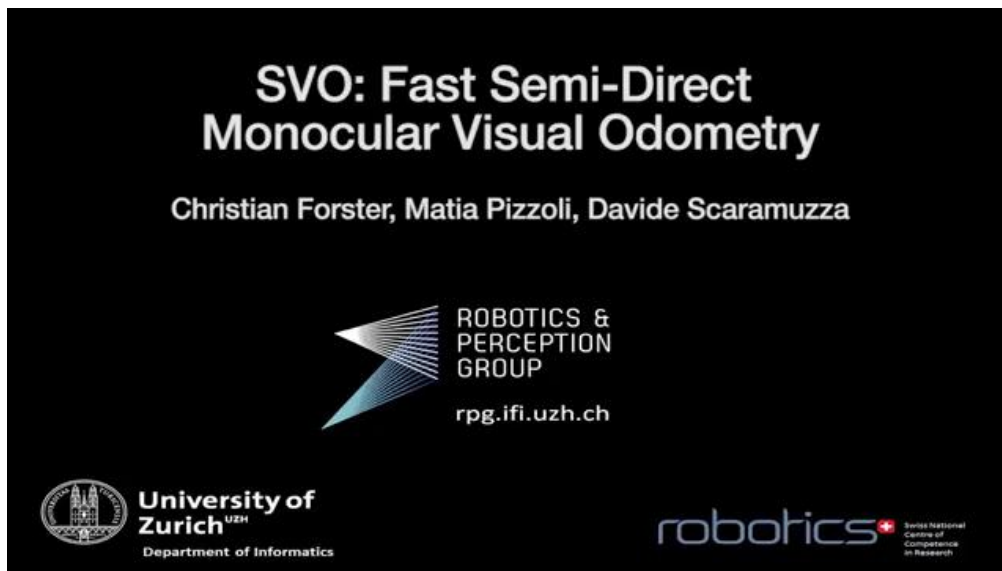 SVO: Fast Semi-Direct
Monocular Visual Odometry
Christian Forster, Matia Pizzoli, Davide Scaramuzza
ROBOTICS &
PERCEPTION
GROUP
rpg.ifi.uzh.ch
University of
Zurich UZH
Department of Informatics
robotics
Swiss National
Centre of
Competence
in Research